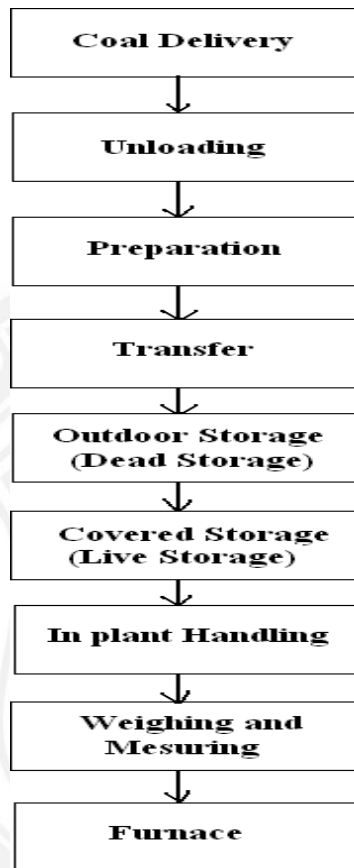 Coal Delivery
Unloading
Preparation
Transfer
Outdoor Storage
(Dead Storage)
Covered Storage
(Live Storage)
In plant Handling
Weighing and
Mesuring
Furnace